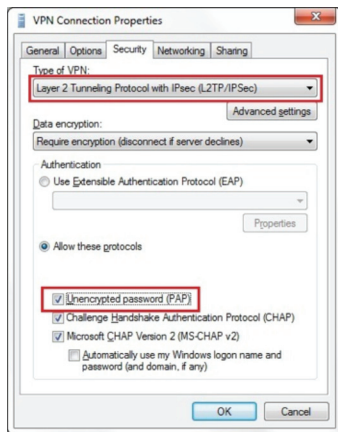 VPN Connection Properties
General Options Security Networking Sharing
Type of VPN:
Layer 2 Tunneling Protocol with IPsec (L2TP/IPSec)
Advanced settings
Data encryption:
Require encryption (disconnect if server declines)
Authentication
Use Extensible Authentication Protocol (EAP)
Properties
Allow these protocols
Unencrypted password (PAP)
Challenge Handshake Authentication Protocol (CHAP)
Microsoft CHAP Version 2 (MS-CHAP v2)
Automatically use my Windows logon name and
password (and domain, if any)
OK Cancel